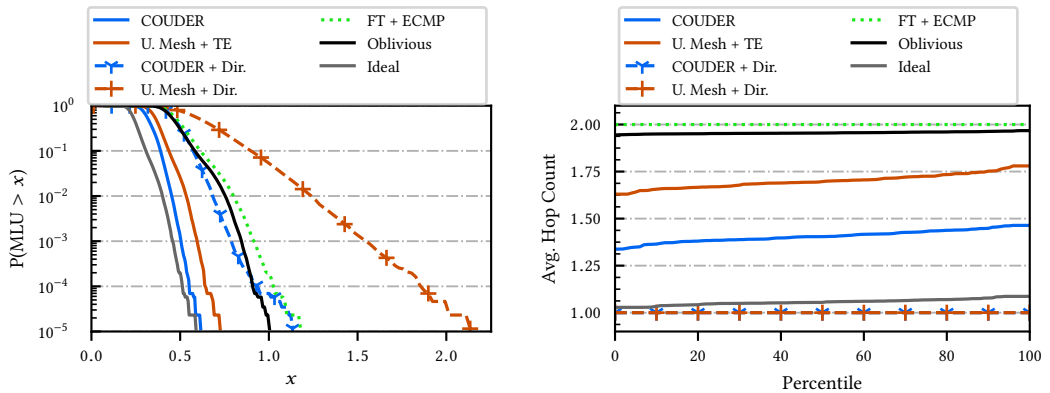 COUDER
U. Mesh + TE
COUDER + Dir.
U. Mesh + Dir.
FT + ECMP
Oblivious
Ideal
10⁰
10⁻¹
10⁻²
10⁻³
10⁻⁴
10⁻⁵
P(MLU > x)
0.0 0.5 1.0 1.5 2.0
x
COUDER
U. Mesh + TE
COUDER + Dir.
U. Mesh + Dir.
FT + ECMP
Oblivious
Ideal
2.00
1.75
1.50
1.25
1.00
Avg. Hop Count
0 20 40 60 80 100
Percentile